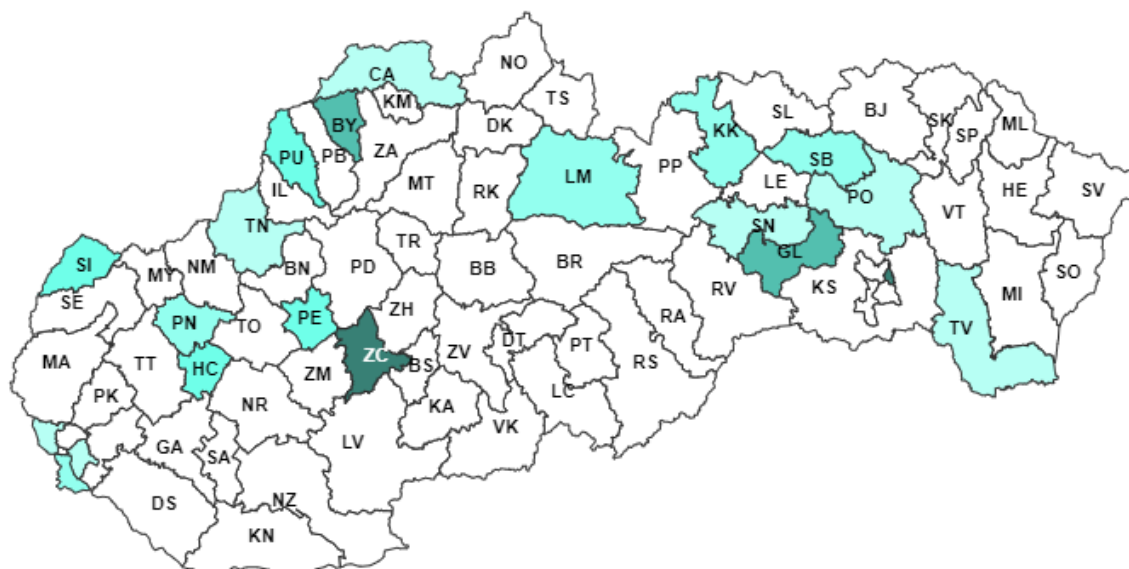 NO
CA
KM
TS
BY
DK
PU
PB
ZA
KK
SL
BJ
SK
SP
ML
MT
RK
LM
PP
SB
LE
PO
HE
SV
IL
TN
SN
VT
TR
GL
SI
MY
NM
BN
PD
BB
BR
SO
SE
ZH
RV
KS
MI
PN
TO
PE
RA
TV
MA
TT
HC
ZM
ZC
BS
ZV
DT
PT
RS
PK
NR
KA
LC
VK
GA
SA
LV
DS
NZ
KN